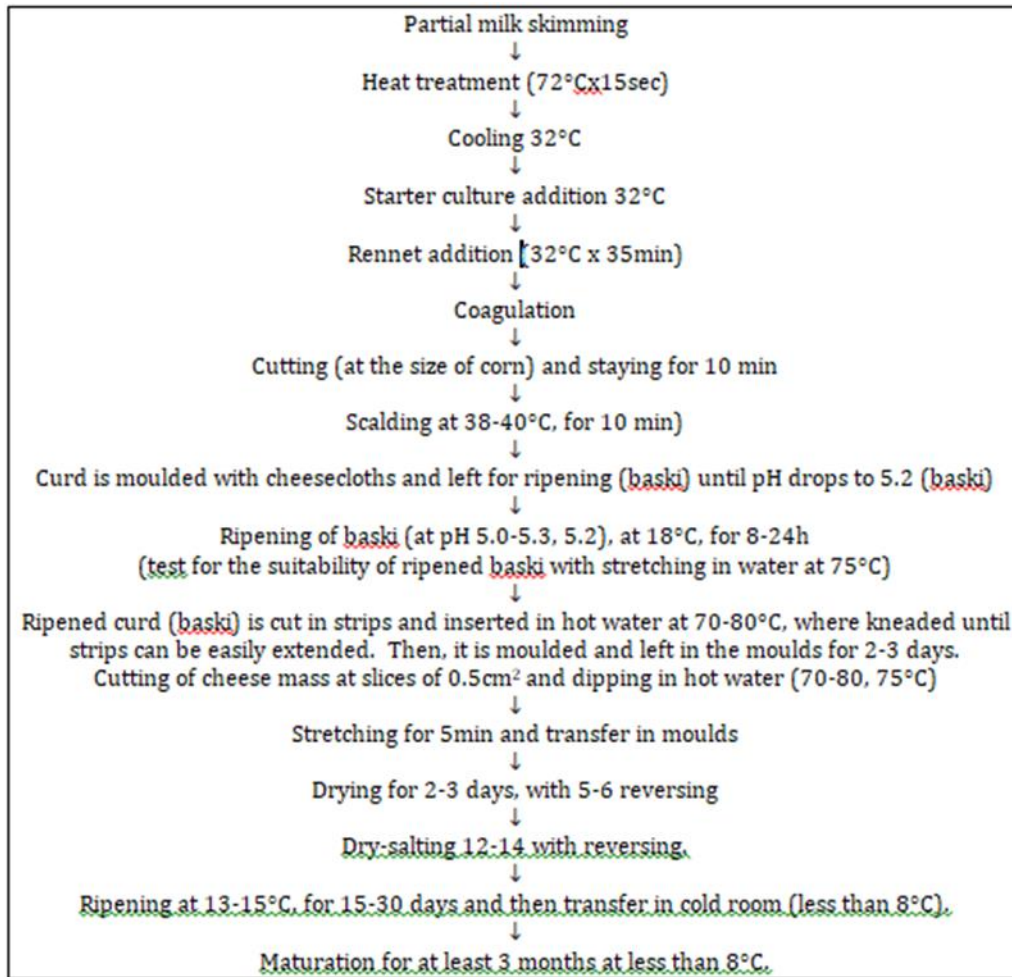 Partial milk skimming
↓
Heat treatment (72°Cx15sec)
↓
Cooling 32°C
↓
Starter culture addition 32°C
↓
Rennet addition (32°C x 35min)
↓
Coagulation
↓
Cutting (at the size of corn) and staying for 10 min
↓
Scalding at 38-40°C, for 10 min)
↓
Curd is moulded with cheesecloths and left for ripening (baski) until pH drops to 5.2 (baski)
↓
Ripening of baski (at pH 5.0-5.3, 5.2), at 18°C, for 8-24h
(test for the suitability of ripened baski with stretching in water at 75°C)
↓
Ripened curd (baski) is cut in strips and inserted in hot water at 70-80°C, where kneaded until
strips can be easily extended. Then, it is moulded and left in the moulds for 2-3 days.
Cutting of cheese mass at slices of 0.5cm² and dipping in hot water (70-80, 75°C)
↓
Stretching for 5min and transfer in moulds
↓
Drying for 2-3 days, with 5-6 reversing
↓
Dry-salting 12-14 with reversing.
↓
Ripening at 13-15°C, for 15-30 days and then transfer in cold room (less than 8°C).
↓
Maturation for at least 3 months at less than 8°C.